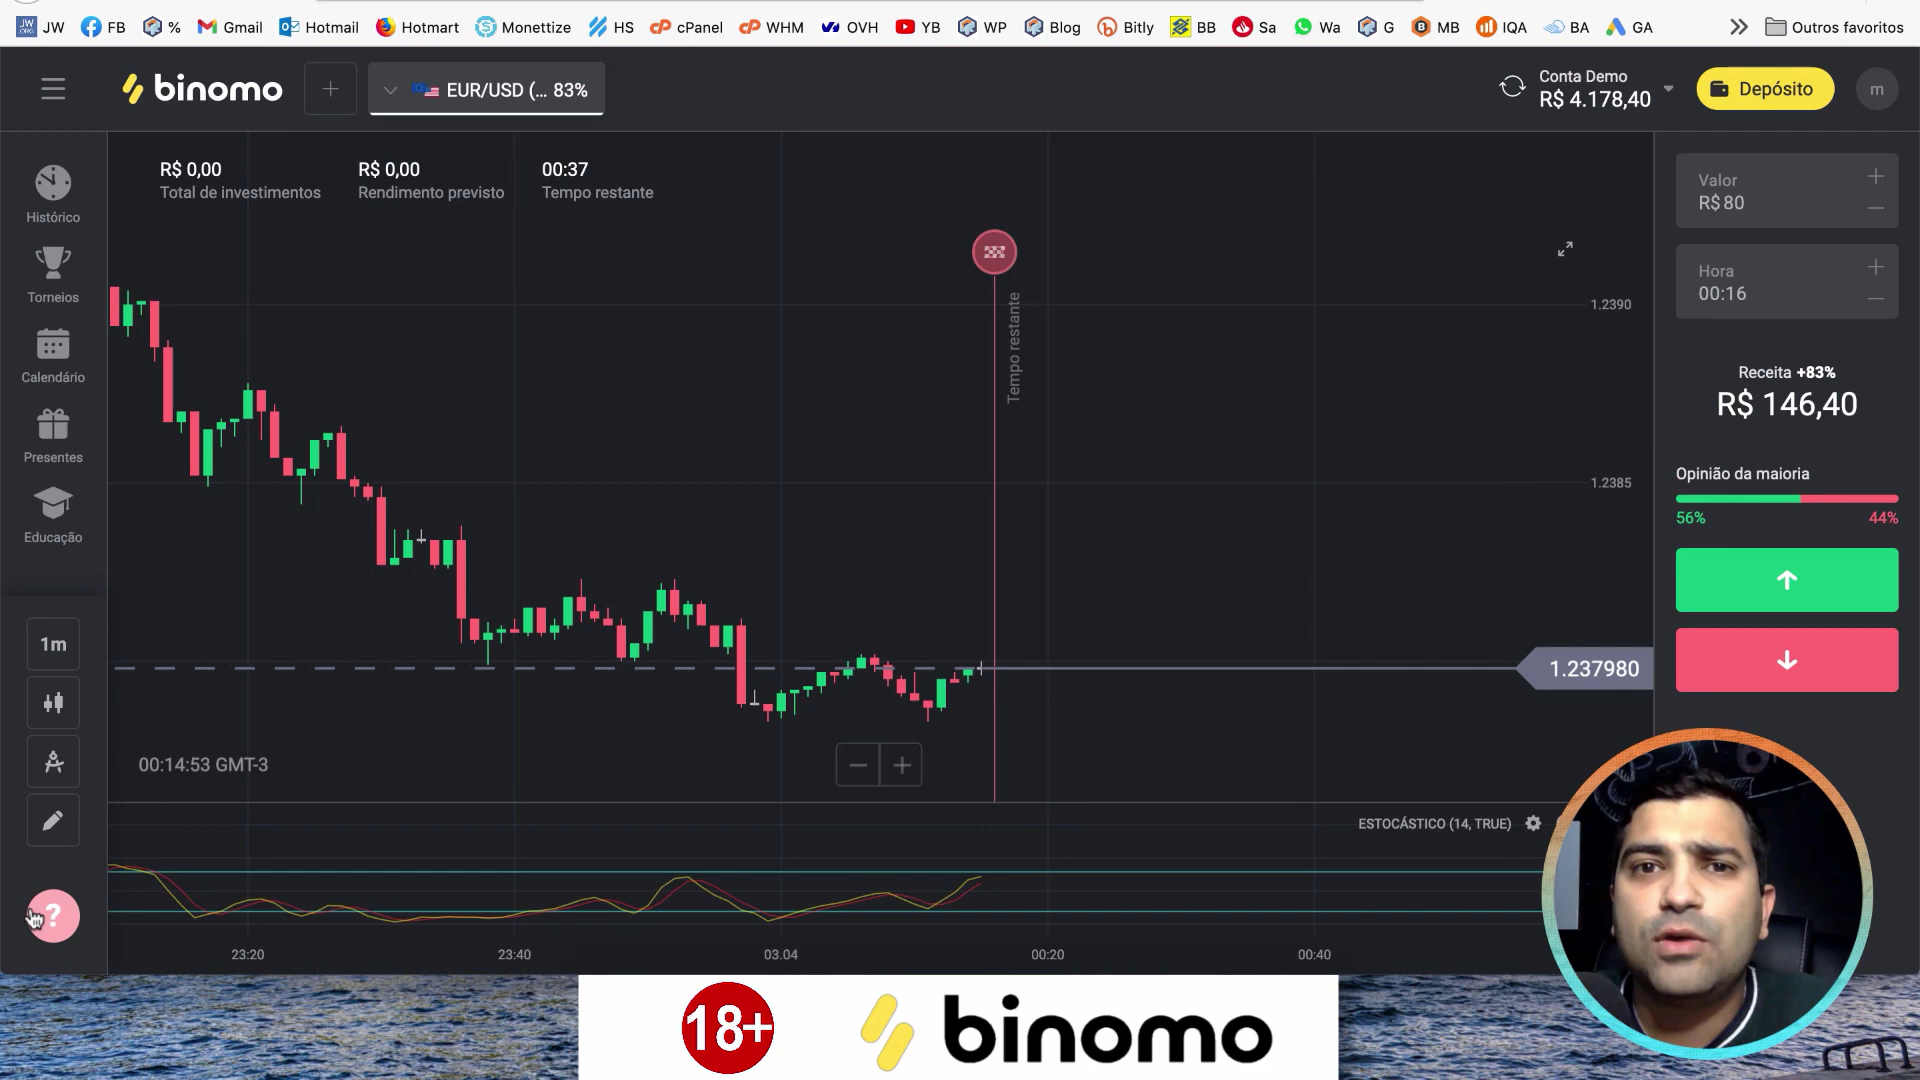 JW FB % Gmail Hotmail Hotmart Monettize HS cPanel WHM OVH YB WP Blog Bitly BB Sa Wa G MB IQA BA GA Outros favoritos
binomo
EUR/USD (... 83%
Conta Demo
R$ 4.178,40
Depósito
m
Histórico
Torneios
Calendário
Presentes
Educação
1m
?
R$ 0,00
Total de investimentos
R$ 0,00
Rendimento previsto
00:37
Tempo restante
Tempo restante
1.2390
1.2385
1.237980
00:14:53 GMT-3
ESTOCÁSTICO (14, TRUE)
23:20 23:40 03.04 00:20 00:40
Valor
R$ 80
Hora
00:16
Receita +83%
R$ 146,40
Opinião da maioria
56% 44%
18+
binomo